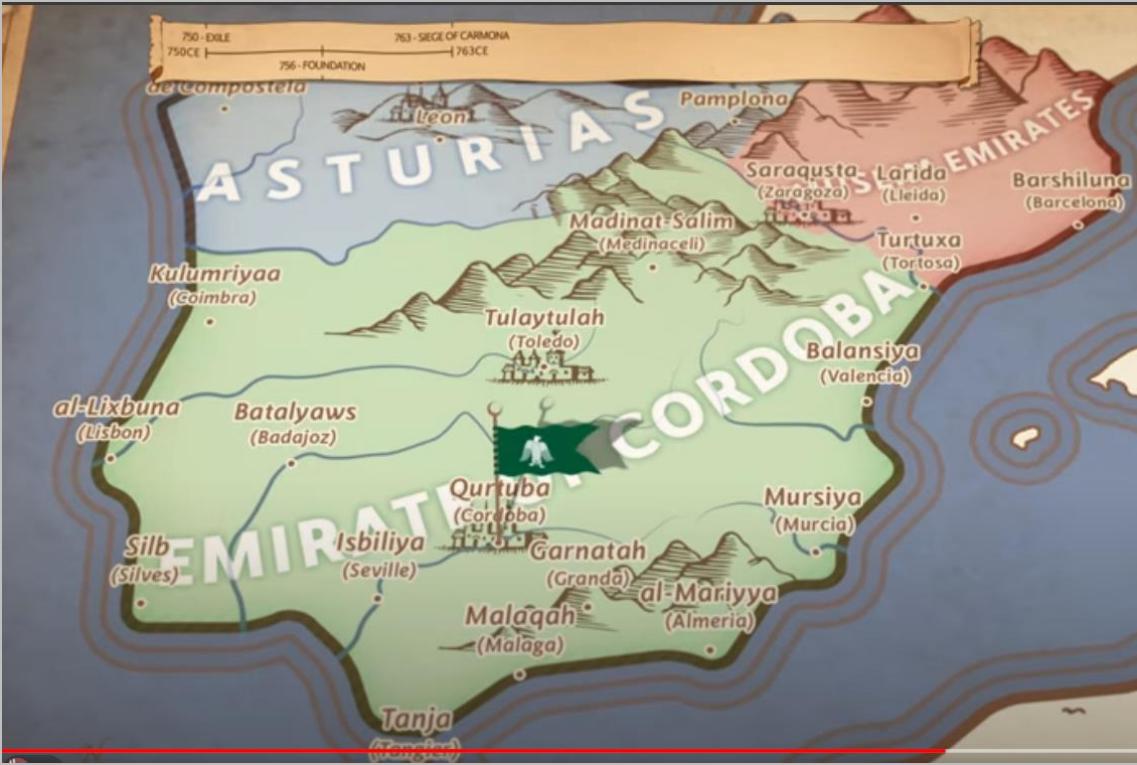 750 - EXILE
763 - SIEGE OF CARMONA
750CE
763CE
756 - FOUNDATION
de Compostela
Leon
Pamplona
ASTURIAS
Saraqusta
(Zaragoza)
Larida
(Lleida)
EMIRATES
Barshiluna
(Barcelona)
Madinat-Salim
(Medinaceli)
Turtuxa
(Tortosa)
Kulumriyaa
(Coimbra)
Tulaytulah
(Toledo)
Balansiya
(Valencia)
al-Lixbuna
(Lisbon)
Batalyaws
(Badajoz)
EMIRATE OF CORDOBA
Qurtuba
(Cordoba)
Mursiya
(Murcia)
Silb
(Silves)
Isbiliya
(Seville)
Garnatah
(Granda)
al-Mariyya
(Almeria)
Malaqah
(Malaga)
Tanja
(Tangier)